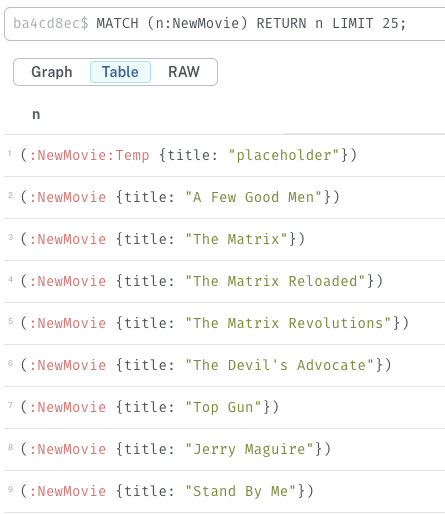 ba4cd8ec$ MATCH (n:NewMovie) RETURN n LIMIT 25;
Graph Table RAW
n
1 (:NewMovie:Temp {title: "placeholder"})
2 (:NewMovie {title: "A Few Good Men"})
3 (:NewMovie {title: "The Matrix"})
4 (:NewMovie {title: "The Matrix Reloaded"})
5 (:NewMovie {title: "The Matrix Revolutions"})
6 (:NewMovie {title: "The Devil's Advocate"})
7 (:NewMovie {title: "Top Gun"})
8 (:NewMovie {title: "Jerry Maguire"})
9 (:NewMovie {title: "Stand By Me"})